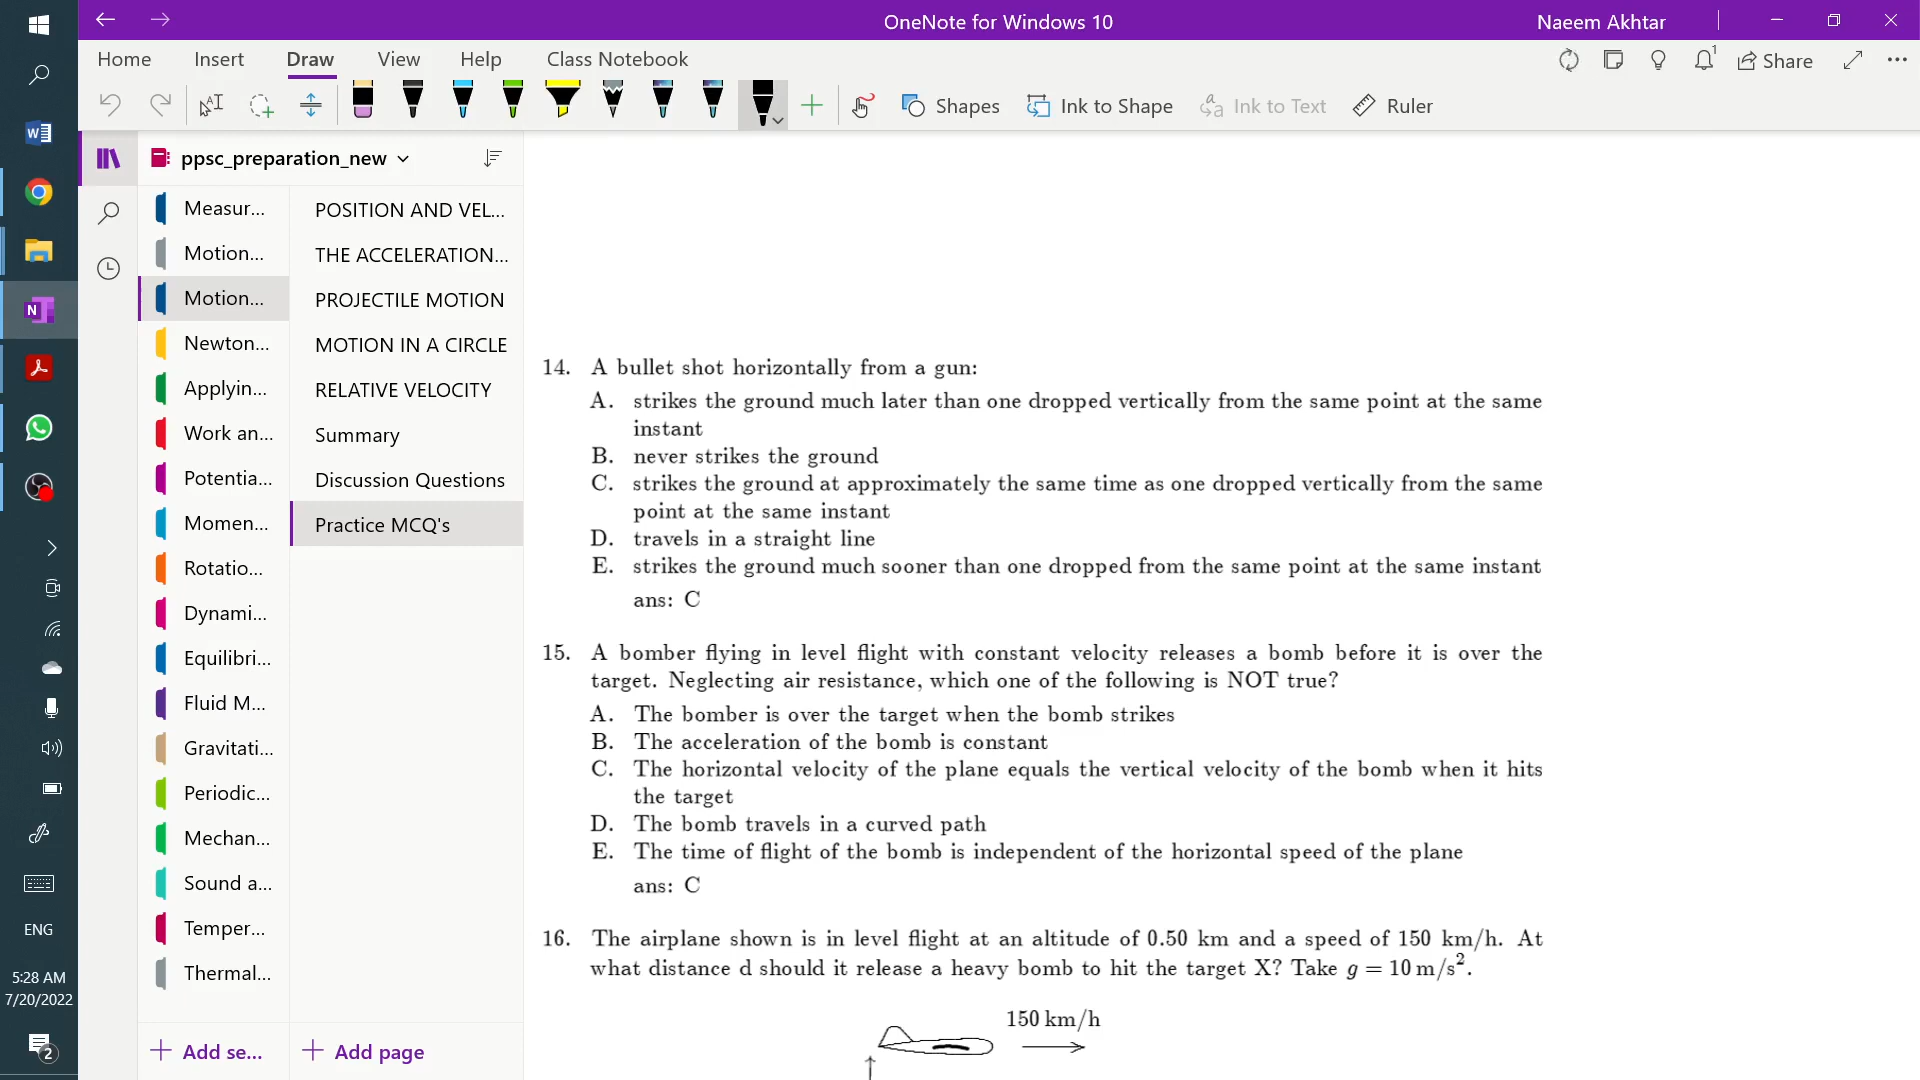 OneNote for Windows 10
Naeem Akhtar
Home Insert Draw View Help Class Notebook
1
Share
Shapes
Ink to Shape
Ink to Text
Ruler
ppsc_preparation_new
Measur...
Motion...
Motion...
Newton...
Applyin...
Work an...
Potentia...
Momen...
Rotatio...
Dynami...
Equilibri...
Fluid M...
Gravitati...
Periodic...
Mechan...
Sound a...
Temper...
Thermal...
Add se...
POSITION AND VEL...
THE ACCELERATION...
PROJECTILE MOTION
MOTION IN A CIRCLE
RELATIVE VELOCITY
Summary
Discussion Questions
Practice MCQ's
Add page
14. A bullet shot horizontally from a gun:
A. strikes the ground much later than one dropped vertically from the same point at the same
instant
B. never strikes the ground
C. strikes the ground at approximately the same time as one dropped vertically from the same
point at the same instant
D. travels in a straight line
E. strikes the ground much sooner than one dropped from the same point at the same instant
ans: C
15. A bomber flying in level flight with constant velocity releases a bomb before it is over the
target. Neglecting air resistance, which one of the following is NOT true?
A. The bomber is over the target when the bomb strikes
B. The acceleration of the bomb is constant
C. The horizontal velocity of the plane equals the vertical velocity of the bomb when it hits
the target
D. The bomb travels in a curved path
E. The time of flight of the bomb is independent of the horizontal speed of the plane
ans: C
16. The airplane shown is in level flight at an altitude of 0.50 km and a speed of 150 km/h. At
what distance d should it release a heavy bomb to hit the target X? Take g = 10 m/s².
150 km/h
ENG
5:28 AM
7/20/2022
2